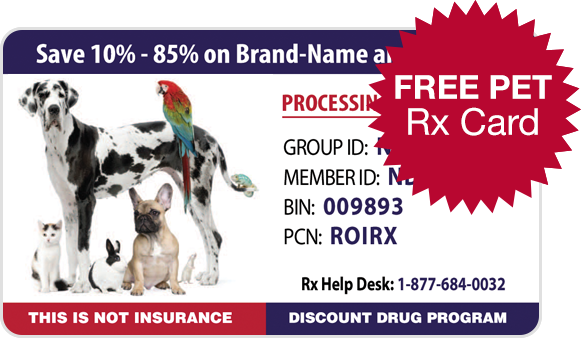 Save 10% - 85% on Brand-Name
FREE PET
Rx Card
PROCESSIN
GROUP ID: N
MEMBER ID: ND
BIN: 009893
PCN: ROIRX
Rx Help Desk: 1-877-684-0032
THIS IS NOT INSURANCE
DISCOUNT DRUG PROGRAM